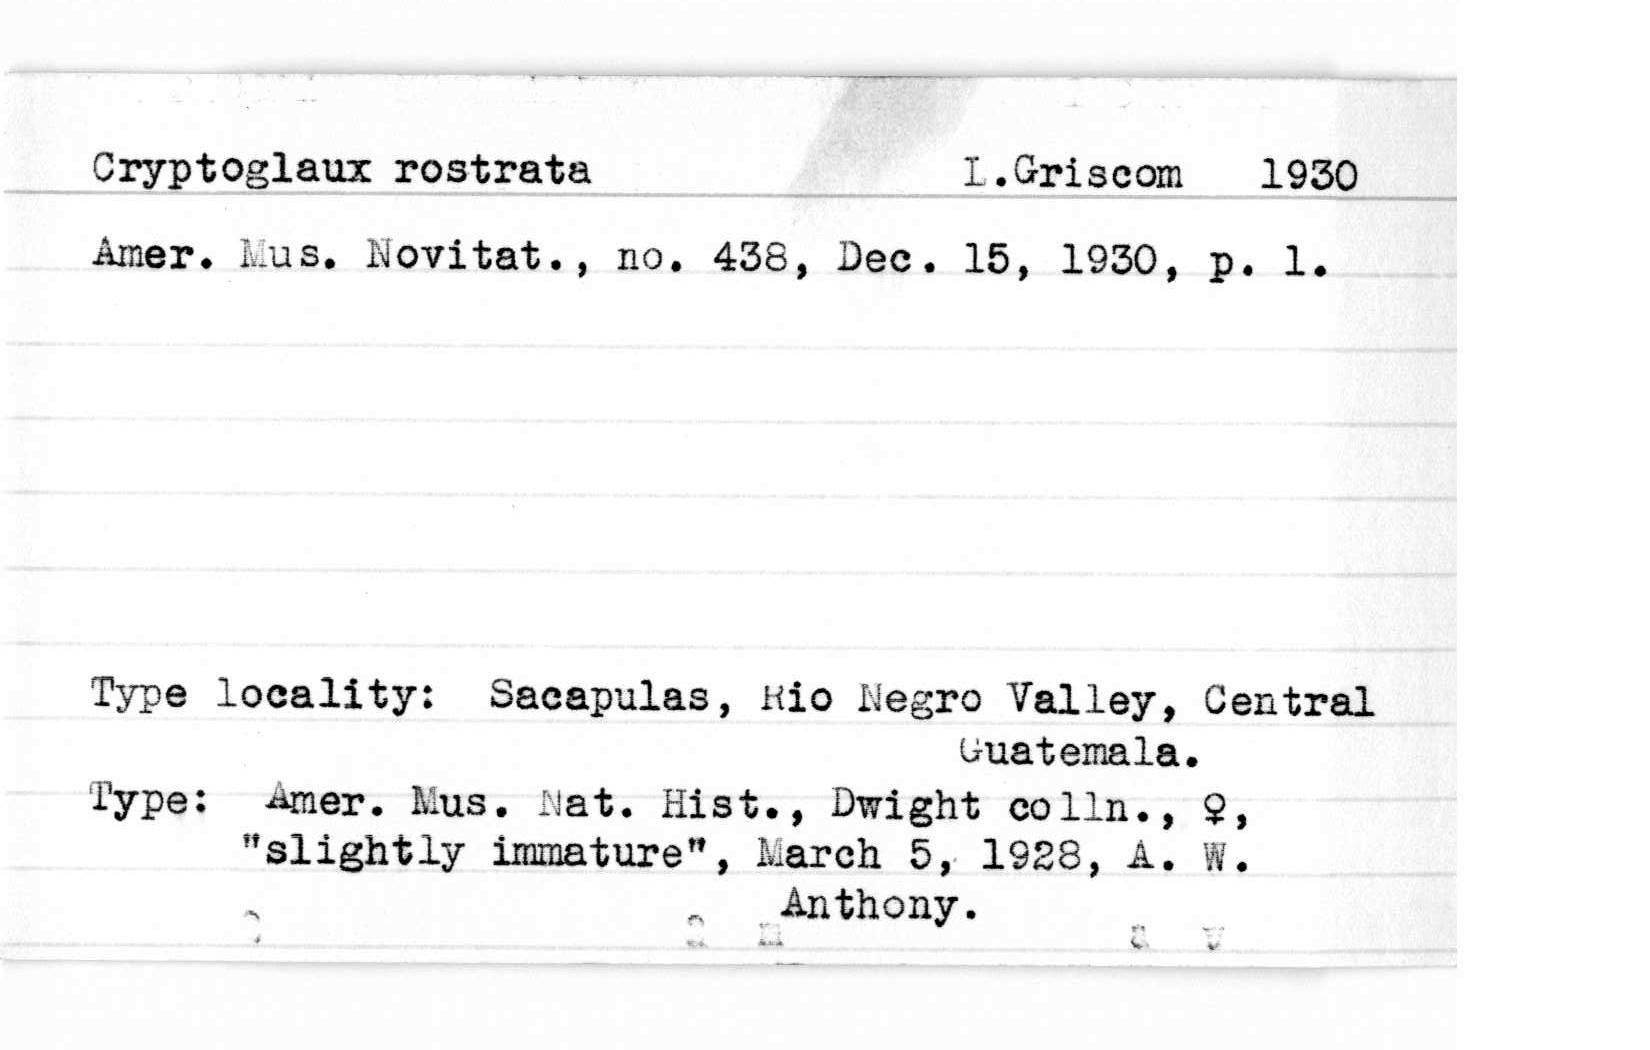 Cryptoglaux rostrata L.Griscom 1930
Amer. Mus. Novitat., no. 438, Dec. 15, 1930, p. 1.
Type locality: Sacapulas, Rio Negro Valley, Central
Guatemala.
Type: Amer. Mus. Nat. Hist., Dwight colln., ♀,
"slightly immature", March 5, 1928, A. W.
Anthony.